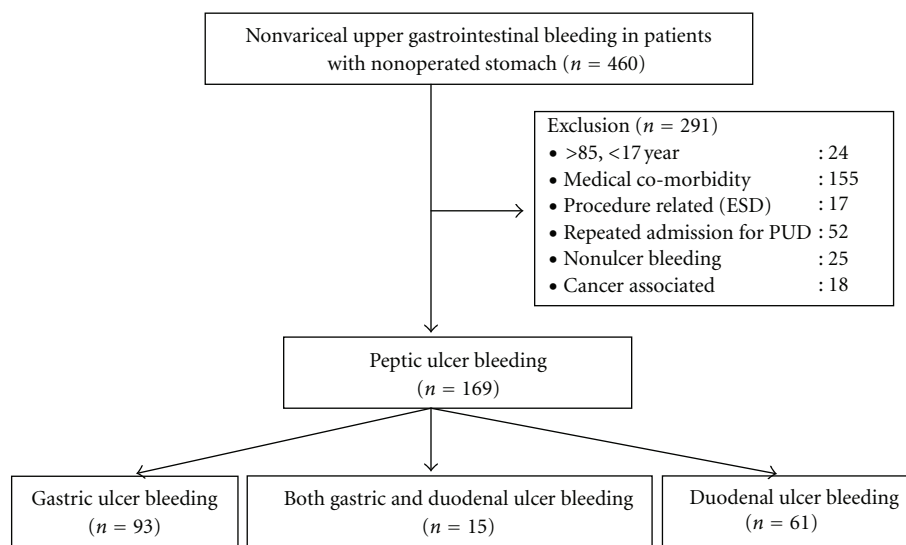 Nonvariceal upper gastrointestinal bleeding in patients
with nonoperated stomach (n = 460)
Exclusion (n = 291)
• >85, <17 year : 24
• Medical co-morbidity : 155
• Procedure related (ESD) : 17
• Repeated admission for PUD : 52
• Nonulcer bleeding : 25
• Cancer associated : 18
Peptic ulcer bleeding
(n = 169)
Gastric ulcer bleeding
(n = 93)
Both gastric and duodenal ulcer bleeding
(n = 15)
Duodenal ulcer bleeding
(n = 61)